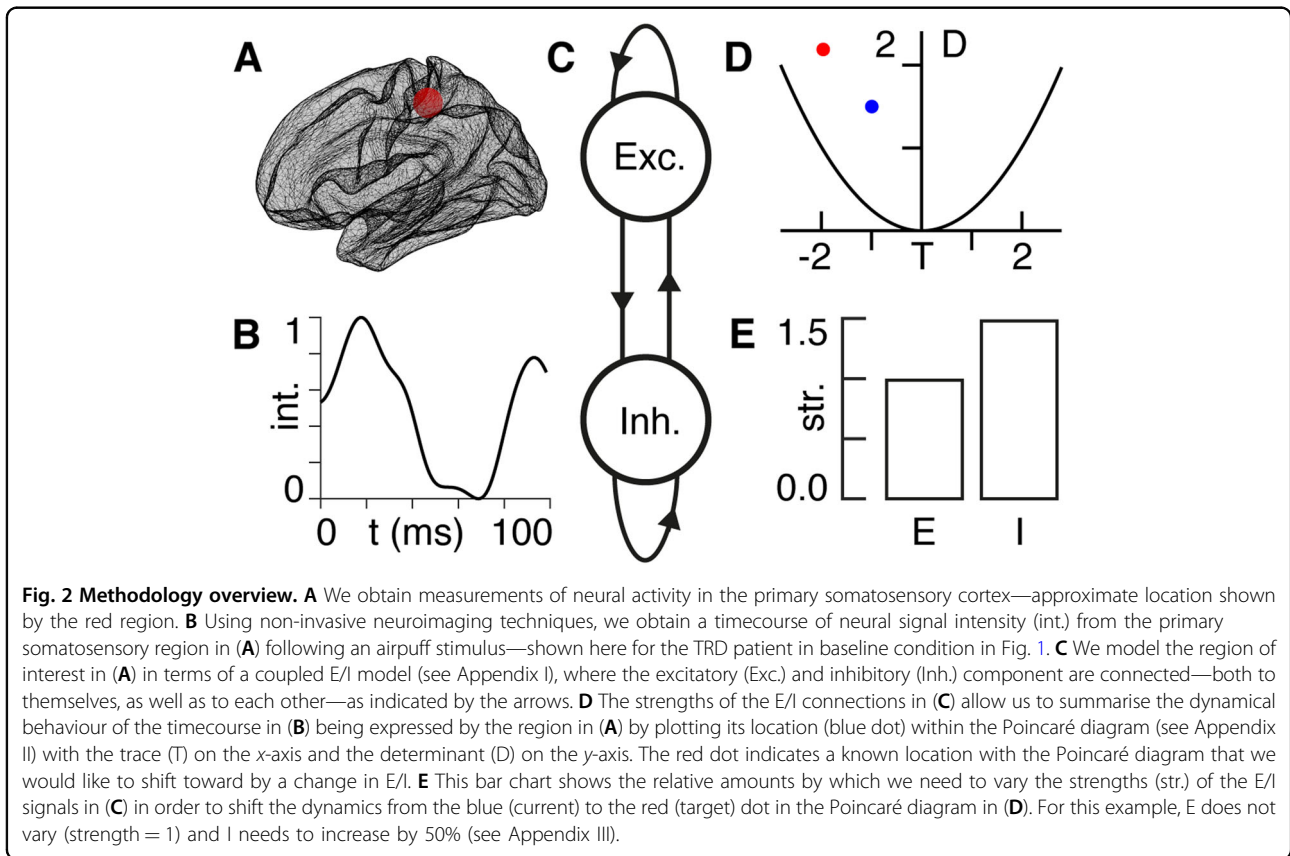 A
C
D
2
D
Exc.
-2
T
2
B
1
int.
0
0
t (ms)
100
Inh.
E
1.5
str.
0.0
E
I
Fig. 2 Methodology overview. A We obtain measurements of neural activity in the primary somatosensory cortex—approximate location shown
by the red region. B Using non-invasive neuroimaging techniques, we obtain a timecourse of neural signal intensity (int.) from the primary
somatosensory region in (A) following an airpuff stimulus—shown here for the TRD patient in baseline condition in Fig. 1. C We model the region of
interest in (A) in terms of a coupled E/I model (see Appendix I), where the excitatory (Exc.) and inhibitory (Inh.) component are connected—both to
themselves, as well as to each other—as indicated by the arrows. D The strengths of the E/I connections in (C) allow us to summarise the dynamical
behaviour of the timecourse in (B) being expressed by the region in (A) by plotting its location (blue dot) within the Poincaré diagram (see Appendix
II) with the trace (T) on the x-axis and the determinant (D) on the y-axis. The red dot indicates a known location with the Poincaré diagram that we
would like to shift toward by a change in E/I. E This bar chart shows the relative amounts by which we need to vary the strengths (str.) of the E/I
signals in (C) in order to shift the dynamics from the blue (current) to the red (target) dot in the Poincaré diagram in (D). For this example, E does not
vary (strength = 1) and I needs to increase by 50% (see Appendix III).